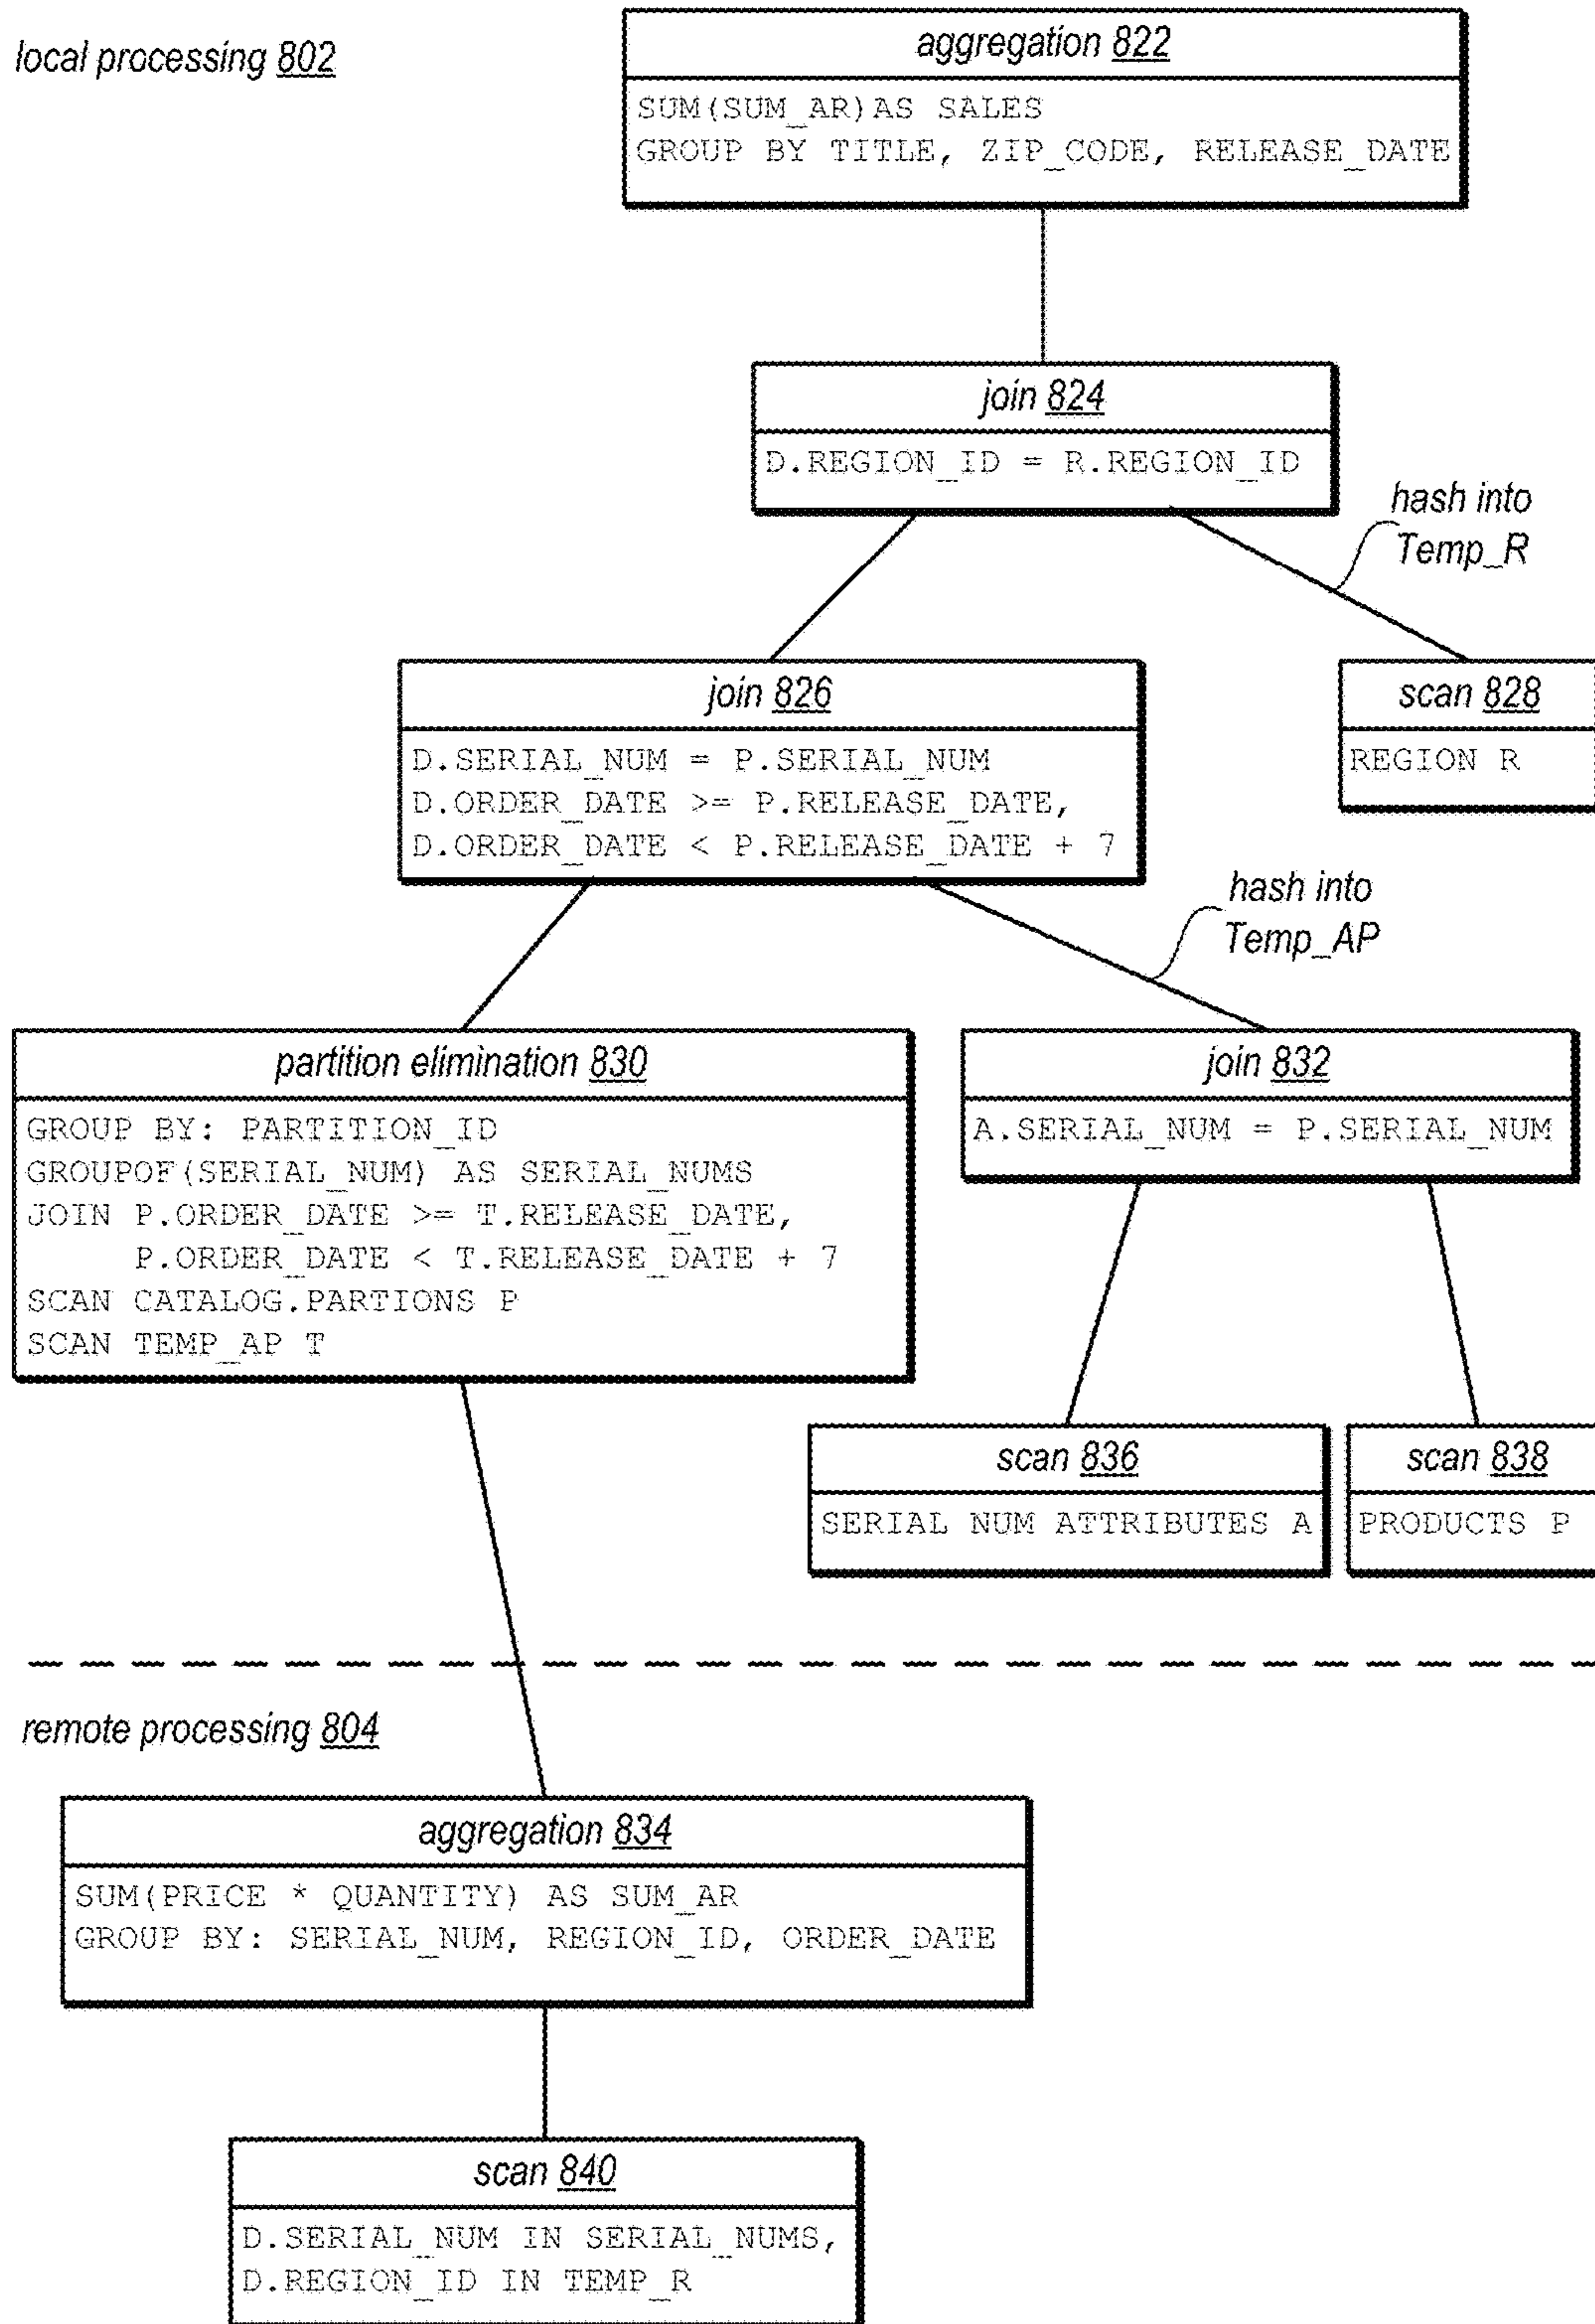 local processing 802
aggregation 822
SUM(SUM_AR)AS SALES
GROUP BY TITLE, ZIP_CODE, RELEASE_DATE
join 824
D.REGION_ID = R.REGION_ID
hash into
Temp_R
join 826
D.SERIAL_NUM = P.SERIAL_NUM
D.ORDER_DATE >= P.RELEASE_DATE,
D.ORDER_DATE < P.RELEASE_DATE + 7
scan 828
REGION R
hash into
Temp_AP
partition elimination 830
GROUP BY: PARTITION_ID
GROUPOF(SERIAL_NUM) AS SERIAL_NUMS
JOIN P.ORDER_DATE >= T.RELEASE_DATE,
P.ORDER_DATE < T.RELEASE_DATE + 7
SCAN CATALOG.PARTIONS P
SCAN TEMP_AP T
join 832
A.SERIAL_NUM = P.SERIAL_NUM
scan 836
SERIAL NUM ATTRIBUTES A
scan 838
PRODUCTS P
remote processing 804
aggregation 834
SUM(PRICE * QUANTITY) AS SUM_AR
GROUP BY: SERIAL_NUM, REGION_ID, ORDER_DATE
scan 840
D.SERIAL_NUM IN SERIAL_NUMS,
D.REGION_ID IN TEMP_R